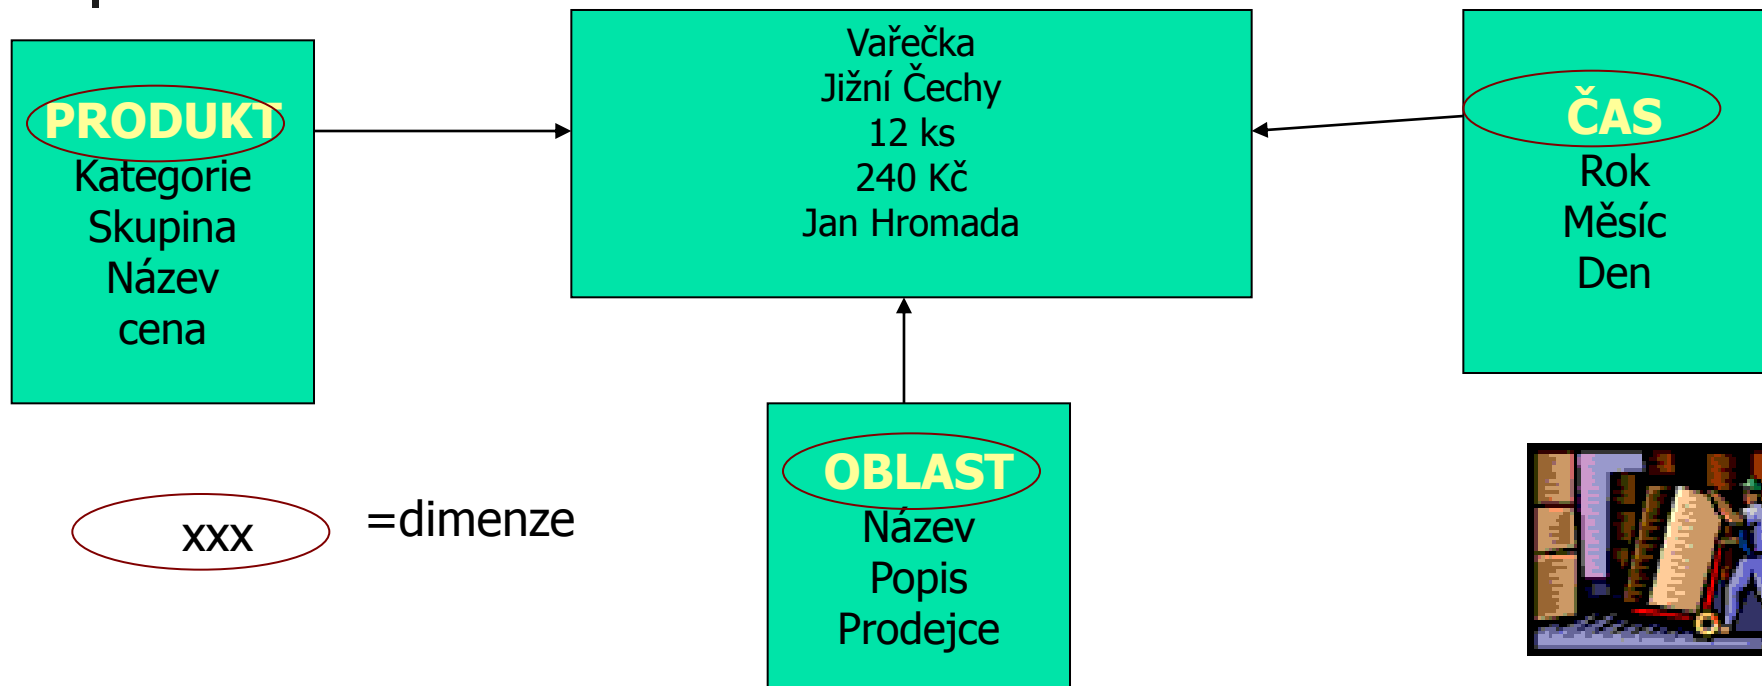 PRODUKT
Kategorie
Skupina
Název
cena
Vařečka
Jižní Čechy
12 ks
240 Kč
Jan Hromada
ČAS
Rok
Měsíc
Den
OBLAST
Název
Popis
Prodejce
xxx
=dimenze